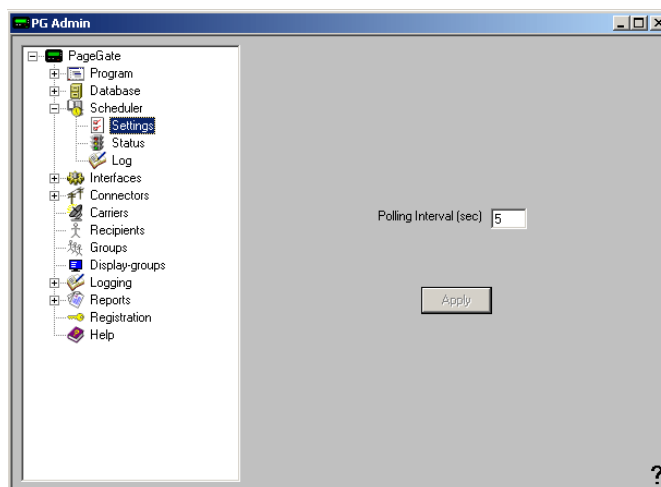 PG Admin
PageGate
Program
Database
Scheduler
Settings
Status
Log
Interfaces
Connectors
Carriers
Recipients
Groups
Display-groups
Logging
Reports
Registration
Help
Polling Interval (sec) 5
Apply
?